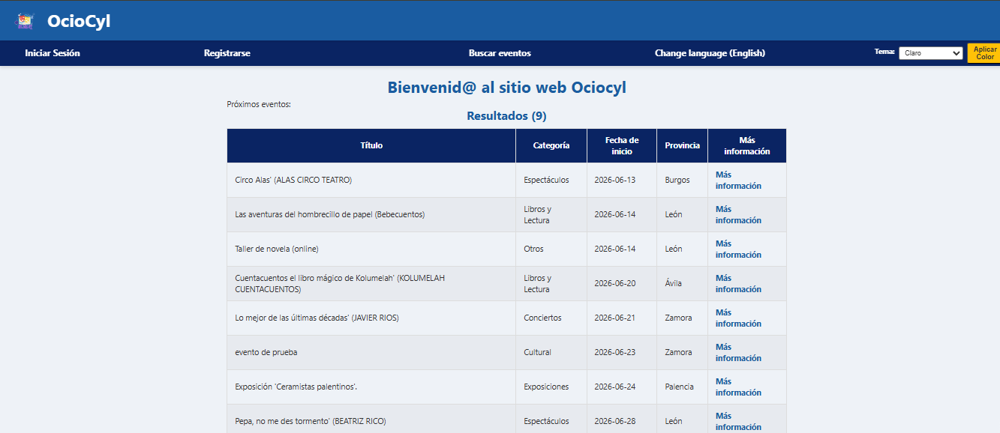 OcioCyl
Iniciar Sesión
Registrarse
Buscar eventos
Change language (English)
Tema:
Claro
Aplicar
Color
Bienvenid@ al sitio web Ociocyl
Próximos eventos:
Resultados (9)
Título
Categoría
Fecha de
inicio
Provincia
Más
información
Circo Alas' (ALAS CIRCO TEATRO)
Espectáculos
2026-06-13
Burgos
Más
información
Las aventuras del hombrecillo de papel (Bebecuentos)
Libros y
Lectura
2026-06-14
León
Más
información
Taller de novela (online)
Otros
2026-06-14
León
Más
información
Cuentacuentos el libro mágico de Kolumelah' (KOLUMELAH
CUENTACUENTOS)
Libros y
Lectura
2026-06-20
Ávila
Más
información
Lo mejor de las últimas décadas' (JAVIER RIOS)
Conciertos
2026-06-21
Zamora
Más
información
evento de prueba
Cultural
2026-06-23
Zamora
Más
información
Exposición 'Ceramistas palentinos'.
Exposiciones
2026-06-24
Palencia
Más
información
Pepa, no me des tormento' (BEATRIZ RICO)
Espectáculos
2026-06-28
León
Más
información